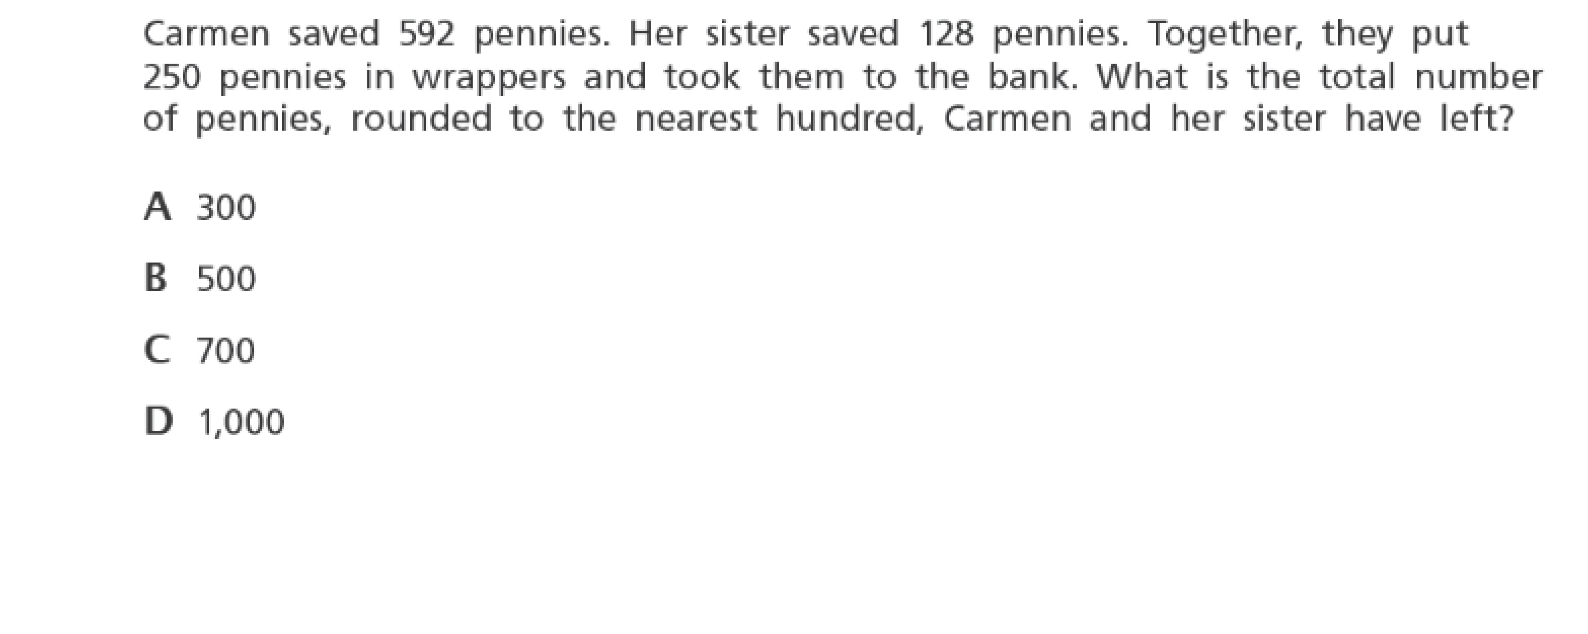 Carmen saved 592 pennies. Her sister saved 128 pennies. Together, they put
250 pennies in wrappers and took them to the bank. What is the total number
of pennies, rounded to the nearest hundred, Carmen and her sister have left?
A 300
B 500
C 700
D 1,000